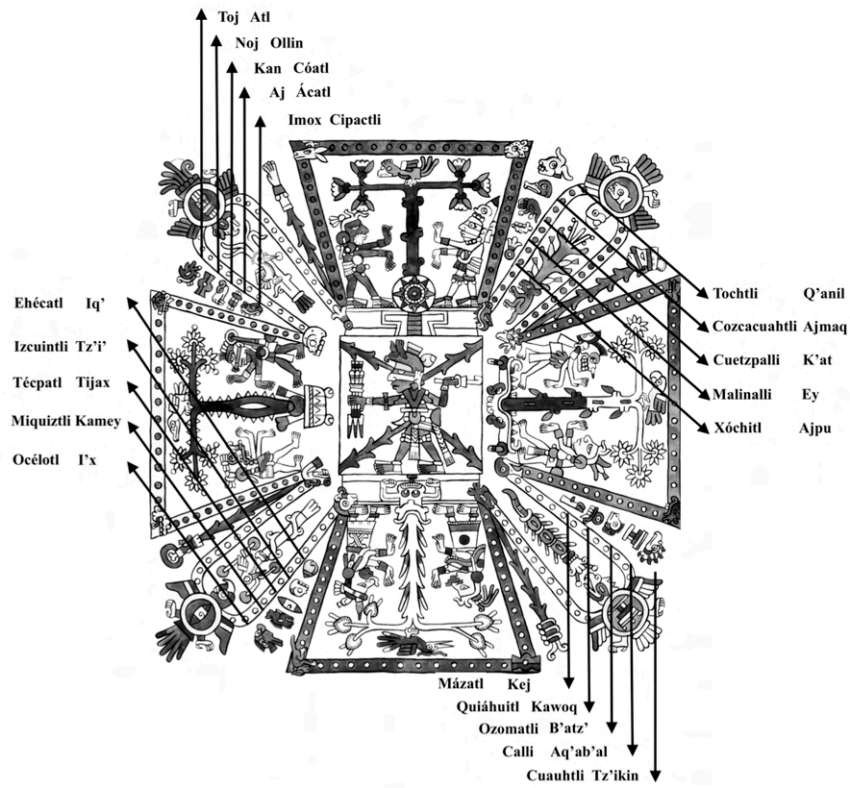 Toj Atl
Noj Ollin
Kan Cóatl
Aj Ácatl
Imox Cipactli
Ehécatl Iq’
Izcuintli Tz’i’
Técpatl Tijax
Miquiztli Kamey
Océlotl I’x
Tochtli Q’anil
Cozcacuahtli Ajmaq
Cuetzpalli K’at
Malinalli Ey
Xóchitl Ajpu
Mázatl Kej
Quiáhuitl Kawoq
Ozomatli B’atz’
Calli Aq’ab’al
Cuauhtli Tz’ikin